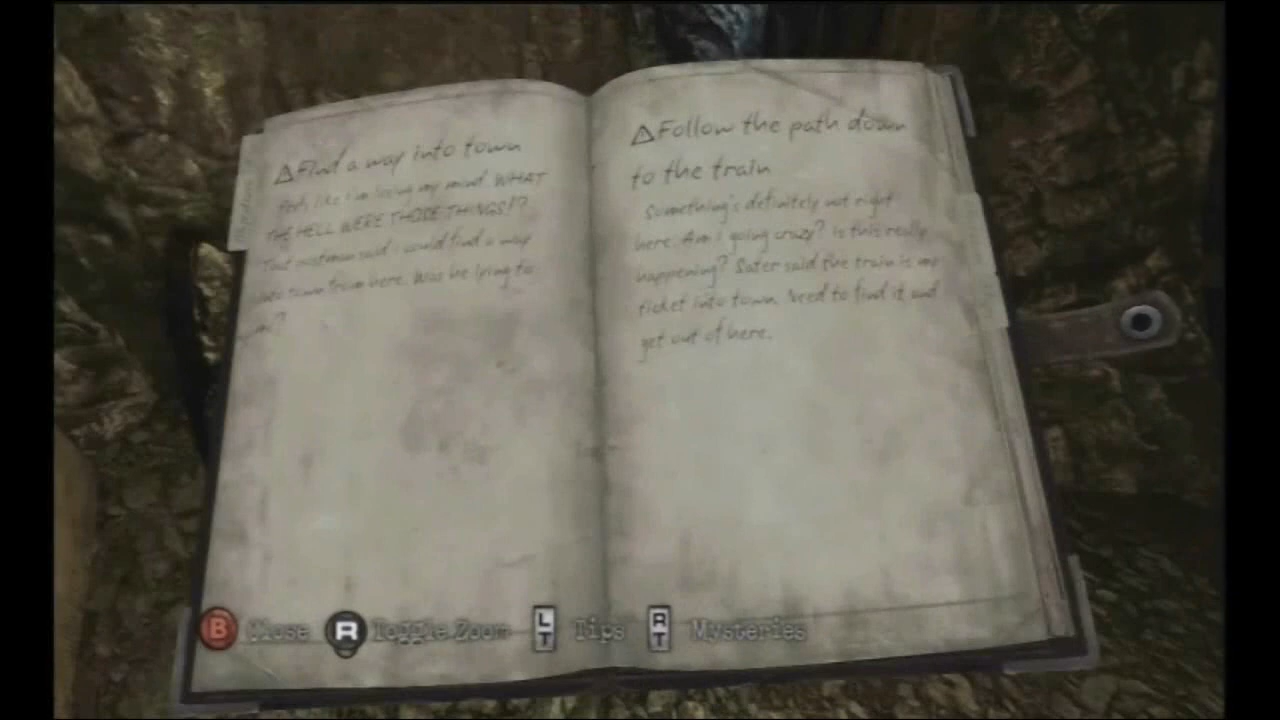 △Find a way into town
Feels like i'm losing my mind. WHAT
THE HELL WERE THOSE THINGS!?
That postman said i could find a way
into town from here. Was he lying to
me?
△Follow the path down
to the train
Something's definitely not right
here. Am i going crazy? Is this really
happening? Sater said the train is my
ticket into town. Need to find it and
get out of here.
B Close R Toggle Zoom LT Tips RT Mysteries